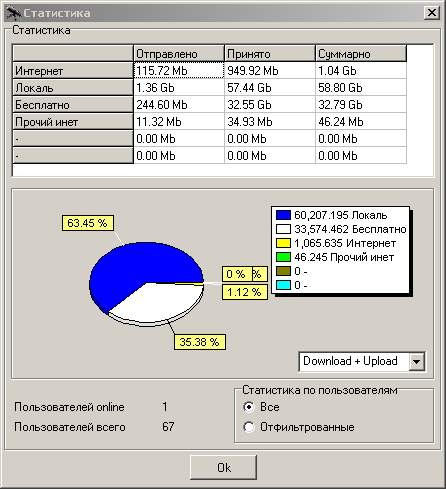 Статистика
Статистика
Отправлено Принято Суммарно
Интернет 115.72 Mb 949.92 Mb 1.04 Gb
Локаль 1.36 Gb 57.44 Gb 58.80 Gb
Бесплатно 244.60 Mb 32.55 Gb 32.79 Gb
Прочий инет 11.32 Mb 34.93 Mb 46.24 Mb
- 0.00 Mb 0.00 Mb 0.00 Mb
- 0.00 Mb 0.00 Mb 0.00 Mb
63.45 %
0 % %
1.12 %
35.38 %
60,207.195 Локаль
33,574.462 Бесплатно
1,065.635 Интернет
46.245 Прочий инет
0 -
0 -
Download + Upload
Пользователей online 1
Пользователей всего 67
Статистика по пользователям
Все
Отфильтрованные
Ok